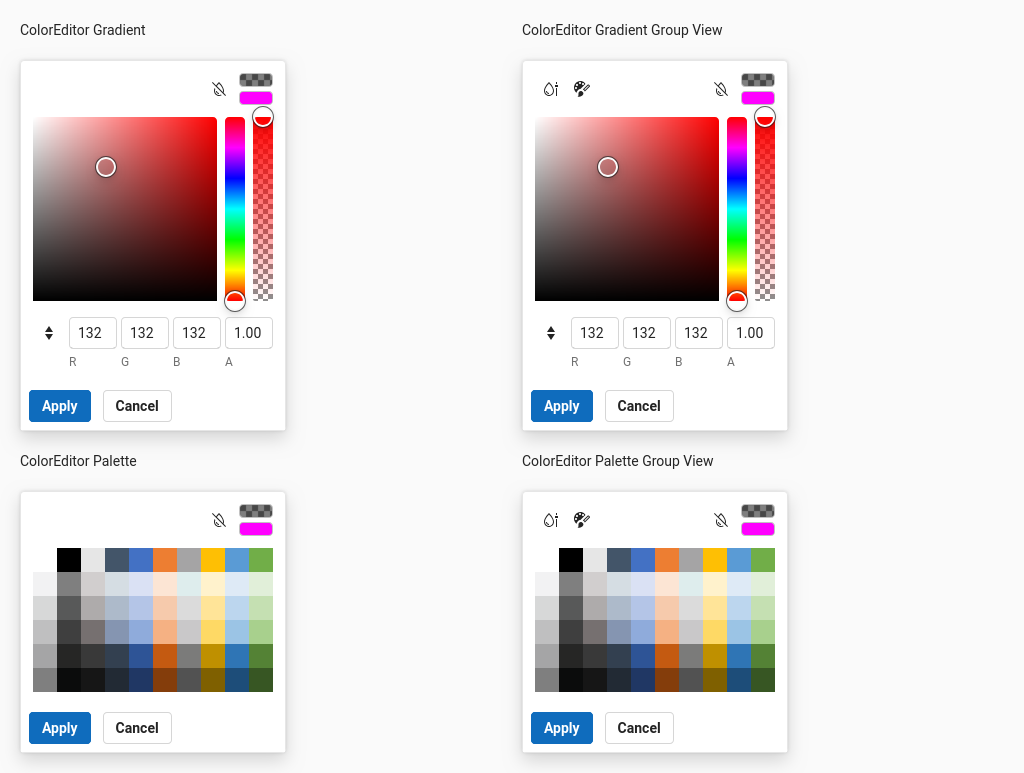 ColorEditor Gradient
132 132 132 1.00
R G B A
Apply Cancel
ColorEditor Gradient Group View
132 132 132 1.00
R G B A
Apply Cancel
ColorEditor Palette
Apply Cancel
ColorEditor Palette Group View
Apply Cancel